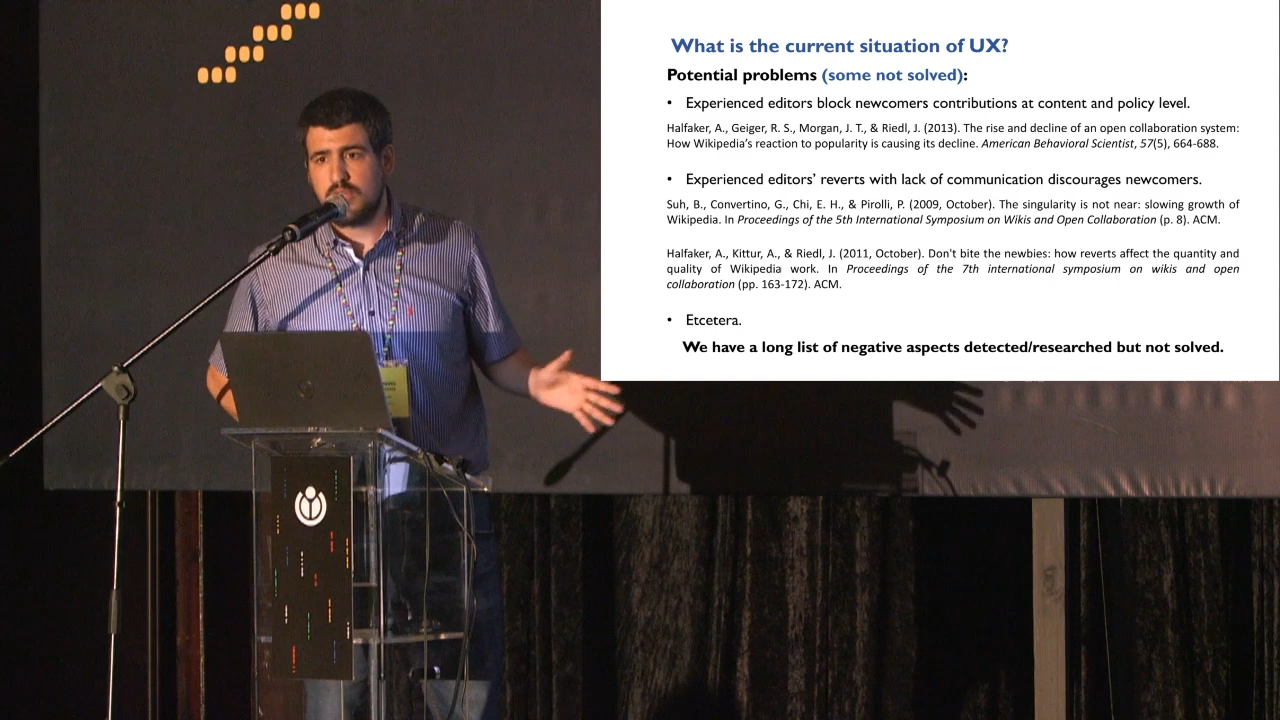 What is the current situation of UX?
Potential problems (some not solved):
• Experienced editors block newcomers contributions at content and policy level.
Halfaker, A., Geiger, R. S., Morgan, J. T., & Riedl, J. (2013). The rise and decline of an open collaboration system:
How Wikipedia’s reaction to popularity is causing its decline. American Behavioral Scientist, 57(5), 664-688.
• Experienced editors’ reverts with lack of communication discourages newcomers.
Suh, B., Convertino, G., Chi, E. H., & Pirolli, P. (2009, October). The singularity is not near: slowing growth of
Wikipedia. In Proceedings of the 5th International Symposium on Wikis and Open Collaboration (p. 8). ACM.
Halfaker, A., Kittur, A., & Riedl, J. (2011, October). Don't bite the newbies: how reverts affect the quantity and
quality of Wikipedia work. In Proceedings of the 7th international symposium on wikis and open
collaboration (pp. 163-172). ACM.
• Etcetera.
We have a long list of negative aspects detected/researched but not solved.